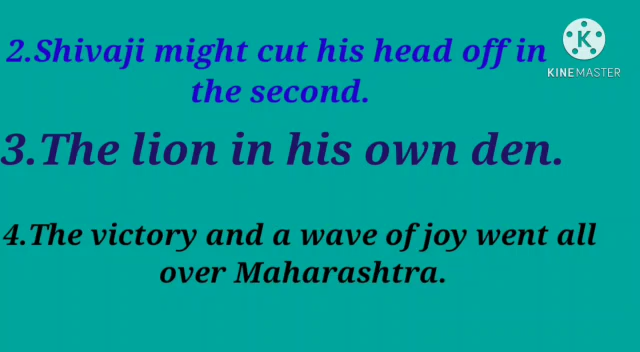 2.Shivaji might cut his head off in
the second.
K
KINEMASTER
3.The lion in his own den.
4.The victory and a wave of joy went all
over Maharashtra.